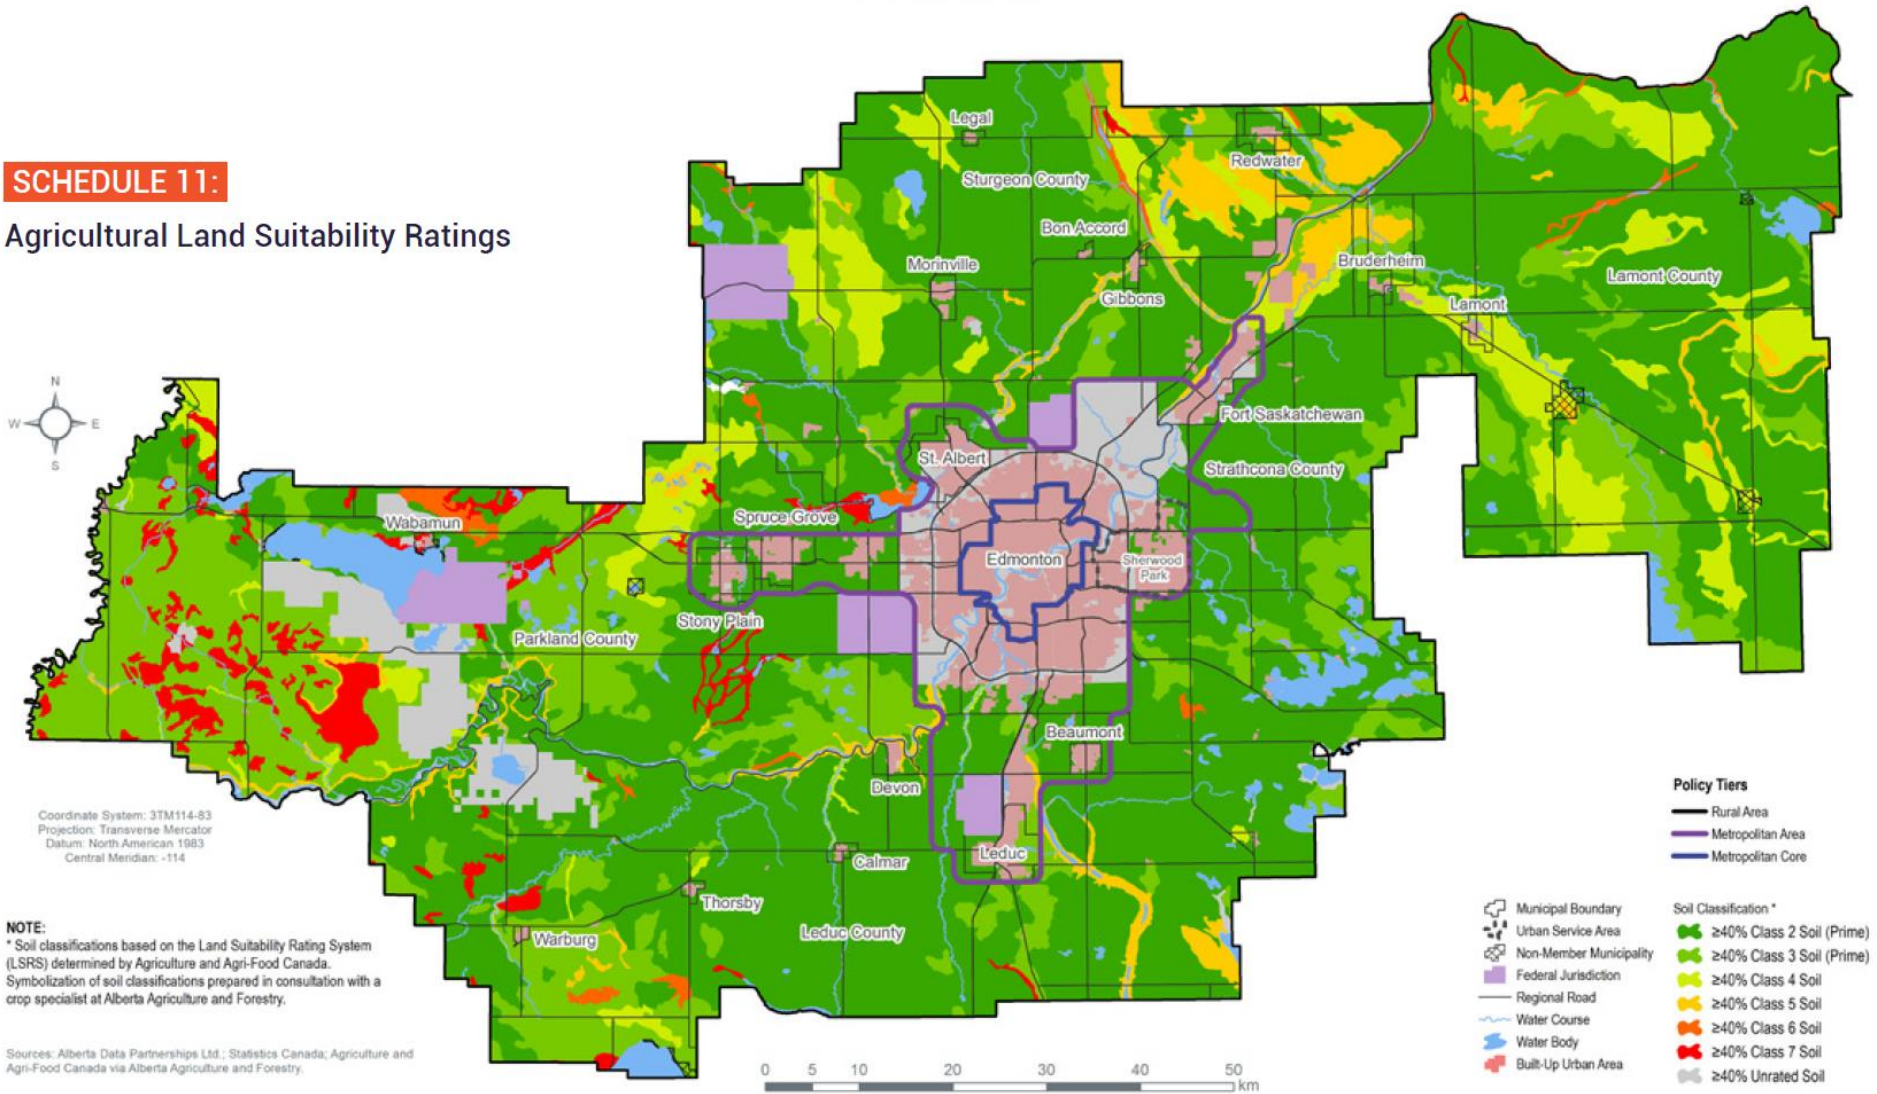 SCHEDULE 11:
Agricultural Land Suitability Ratings
Legal
Redwater
Sturgeon County
Bon Accord
Morinville
Bruderheim
Lamont County
Gibbons
Lamont
N
W E
S
Fort Saskatchewan
St. Albert
Strathcona County
Spruce Grove
Wabamun
Edmonton
Sherwood
Park
Stony Plain
Parkland County
Beaumont
Devon
Leduc
Calmar
Thorsby
Warburg
Leduc County
Coordinate System: 3TM114-83
Projection: Transverse Mercator
Datum: North American 1983
Central Meridian: -114
NOTE:
* Soil classifications based on the Land Suitability Rating System
(LSRS) determined by Agriculture and Agri-Food Canada.
Symbolization of soil classifications prepared in consultation with a
crop specialist at Alberta Agriculture and Forestry.
Sources: Alberta Data Partnerships Ltd.; Statistics Canada; Agriculture and
Agri-Food Canada via Alberta Agriculture and Forestry.
0 5 10 20 30 40 50
km
Policy Tiers
Rural Area
Metropolitan Area
Metropolitan Core
Municipal Boundary
Urban Service Area
Non-Member Municipality
Federal Jurisdiction
Regional Road
Water Course
Water Body
Built-Up Urban Area
Soil Classification *
≥40% Class 2 Soil (Prime)
≥40% Class 3 Soil (Prime)
≥40% Class 4 Soil
≥40% Class 5 Soil
≥40% Class 6 Soil
≥40% Class 7 Soil
≥40% Unrated Soil